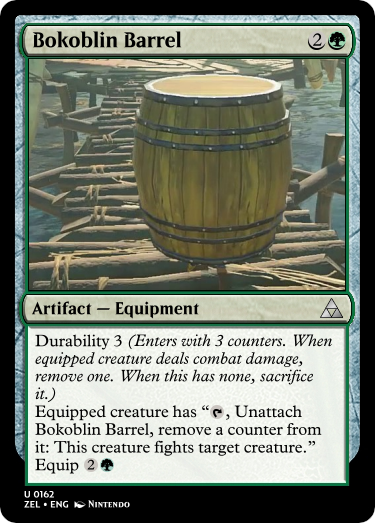 Bokoblin Barrel 2
Artifact — Equipment
Durability 3 (Enters with 3 counters. When
equipped creature deals combat damage,
remove one. When this has none, sacrifice
it.)
Equipped creature has “, Unattach
Bokoblin Barrel, remove a counter from
it: This creature fights target creature.”
Equip 2
U 0162
ZEL • ENG Nintendo